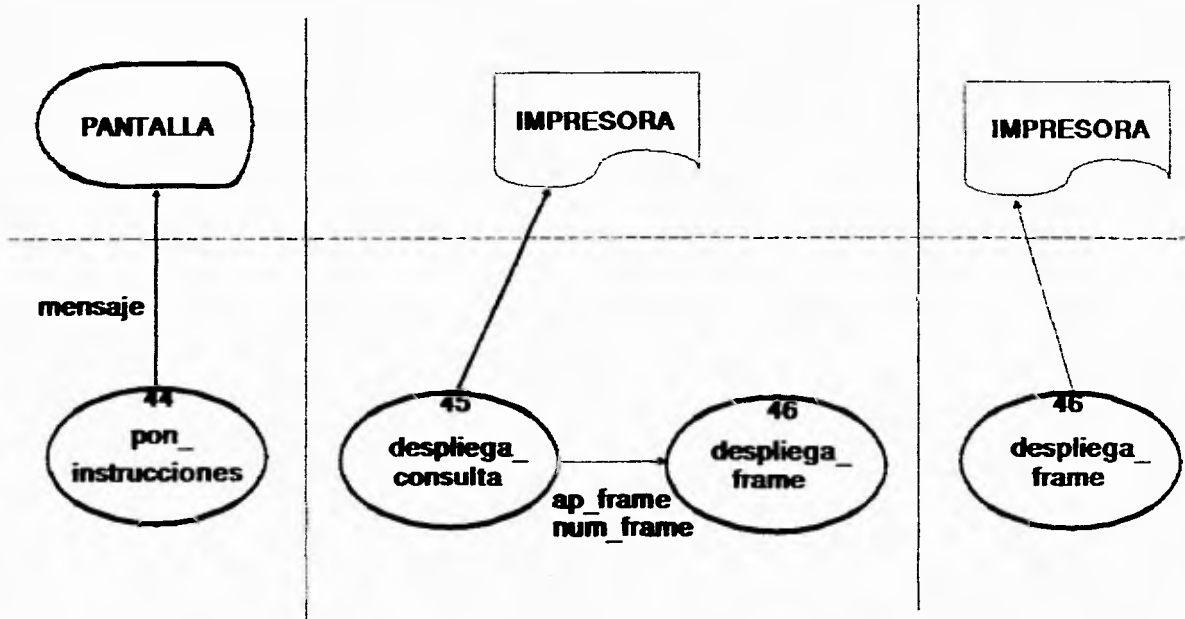 PANTALLA
mensaje
44
pon_
instrucciones
IMPRESORA
45
despliega_
consulta
ap_frame
num_frame
46
despliega_
frame
IMPRESORA
46
despliega_
frame